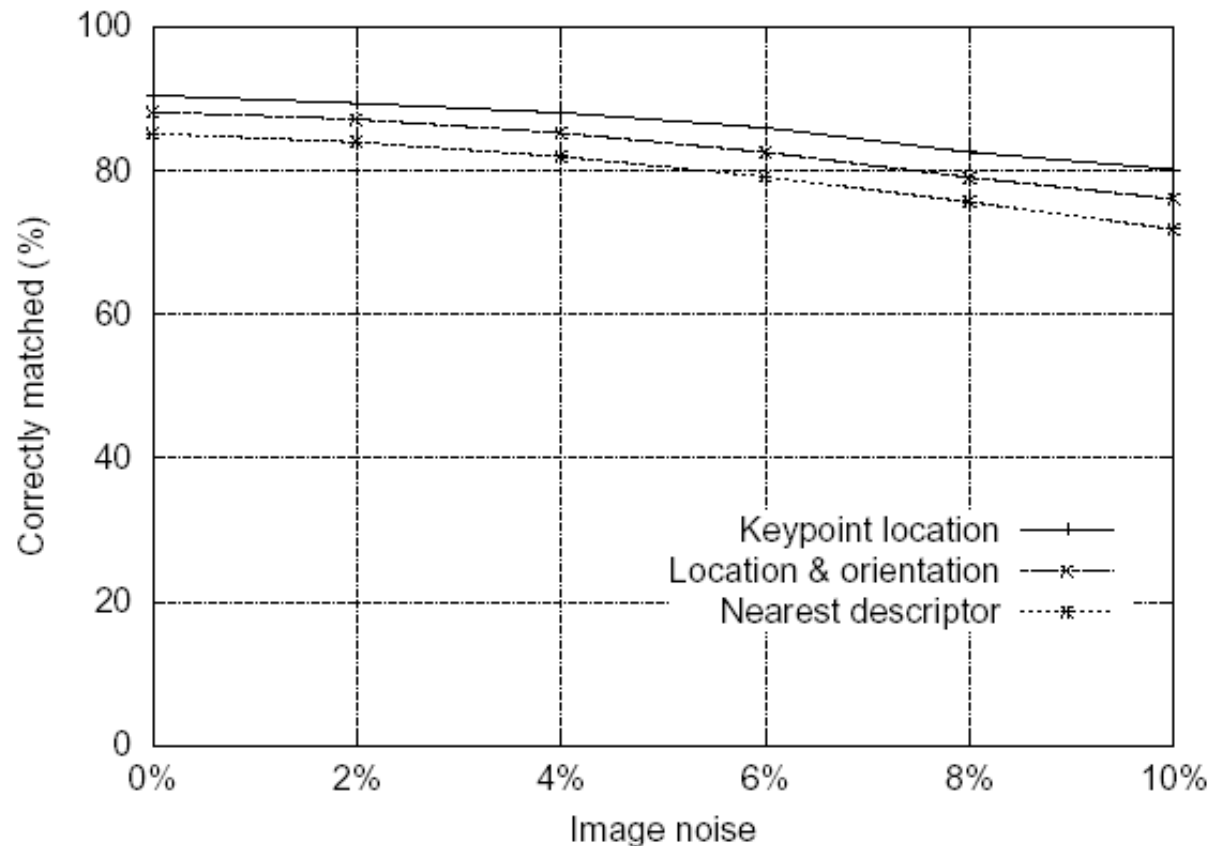 100
80
60
40
20
0
Correctly matched (%)
Keypoint location
Location & orientation
Nearest descriptor
0% 2% 4% 6% 8% 10%
Image noise